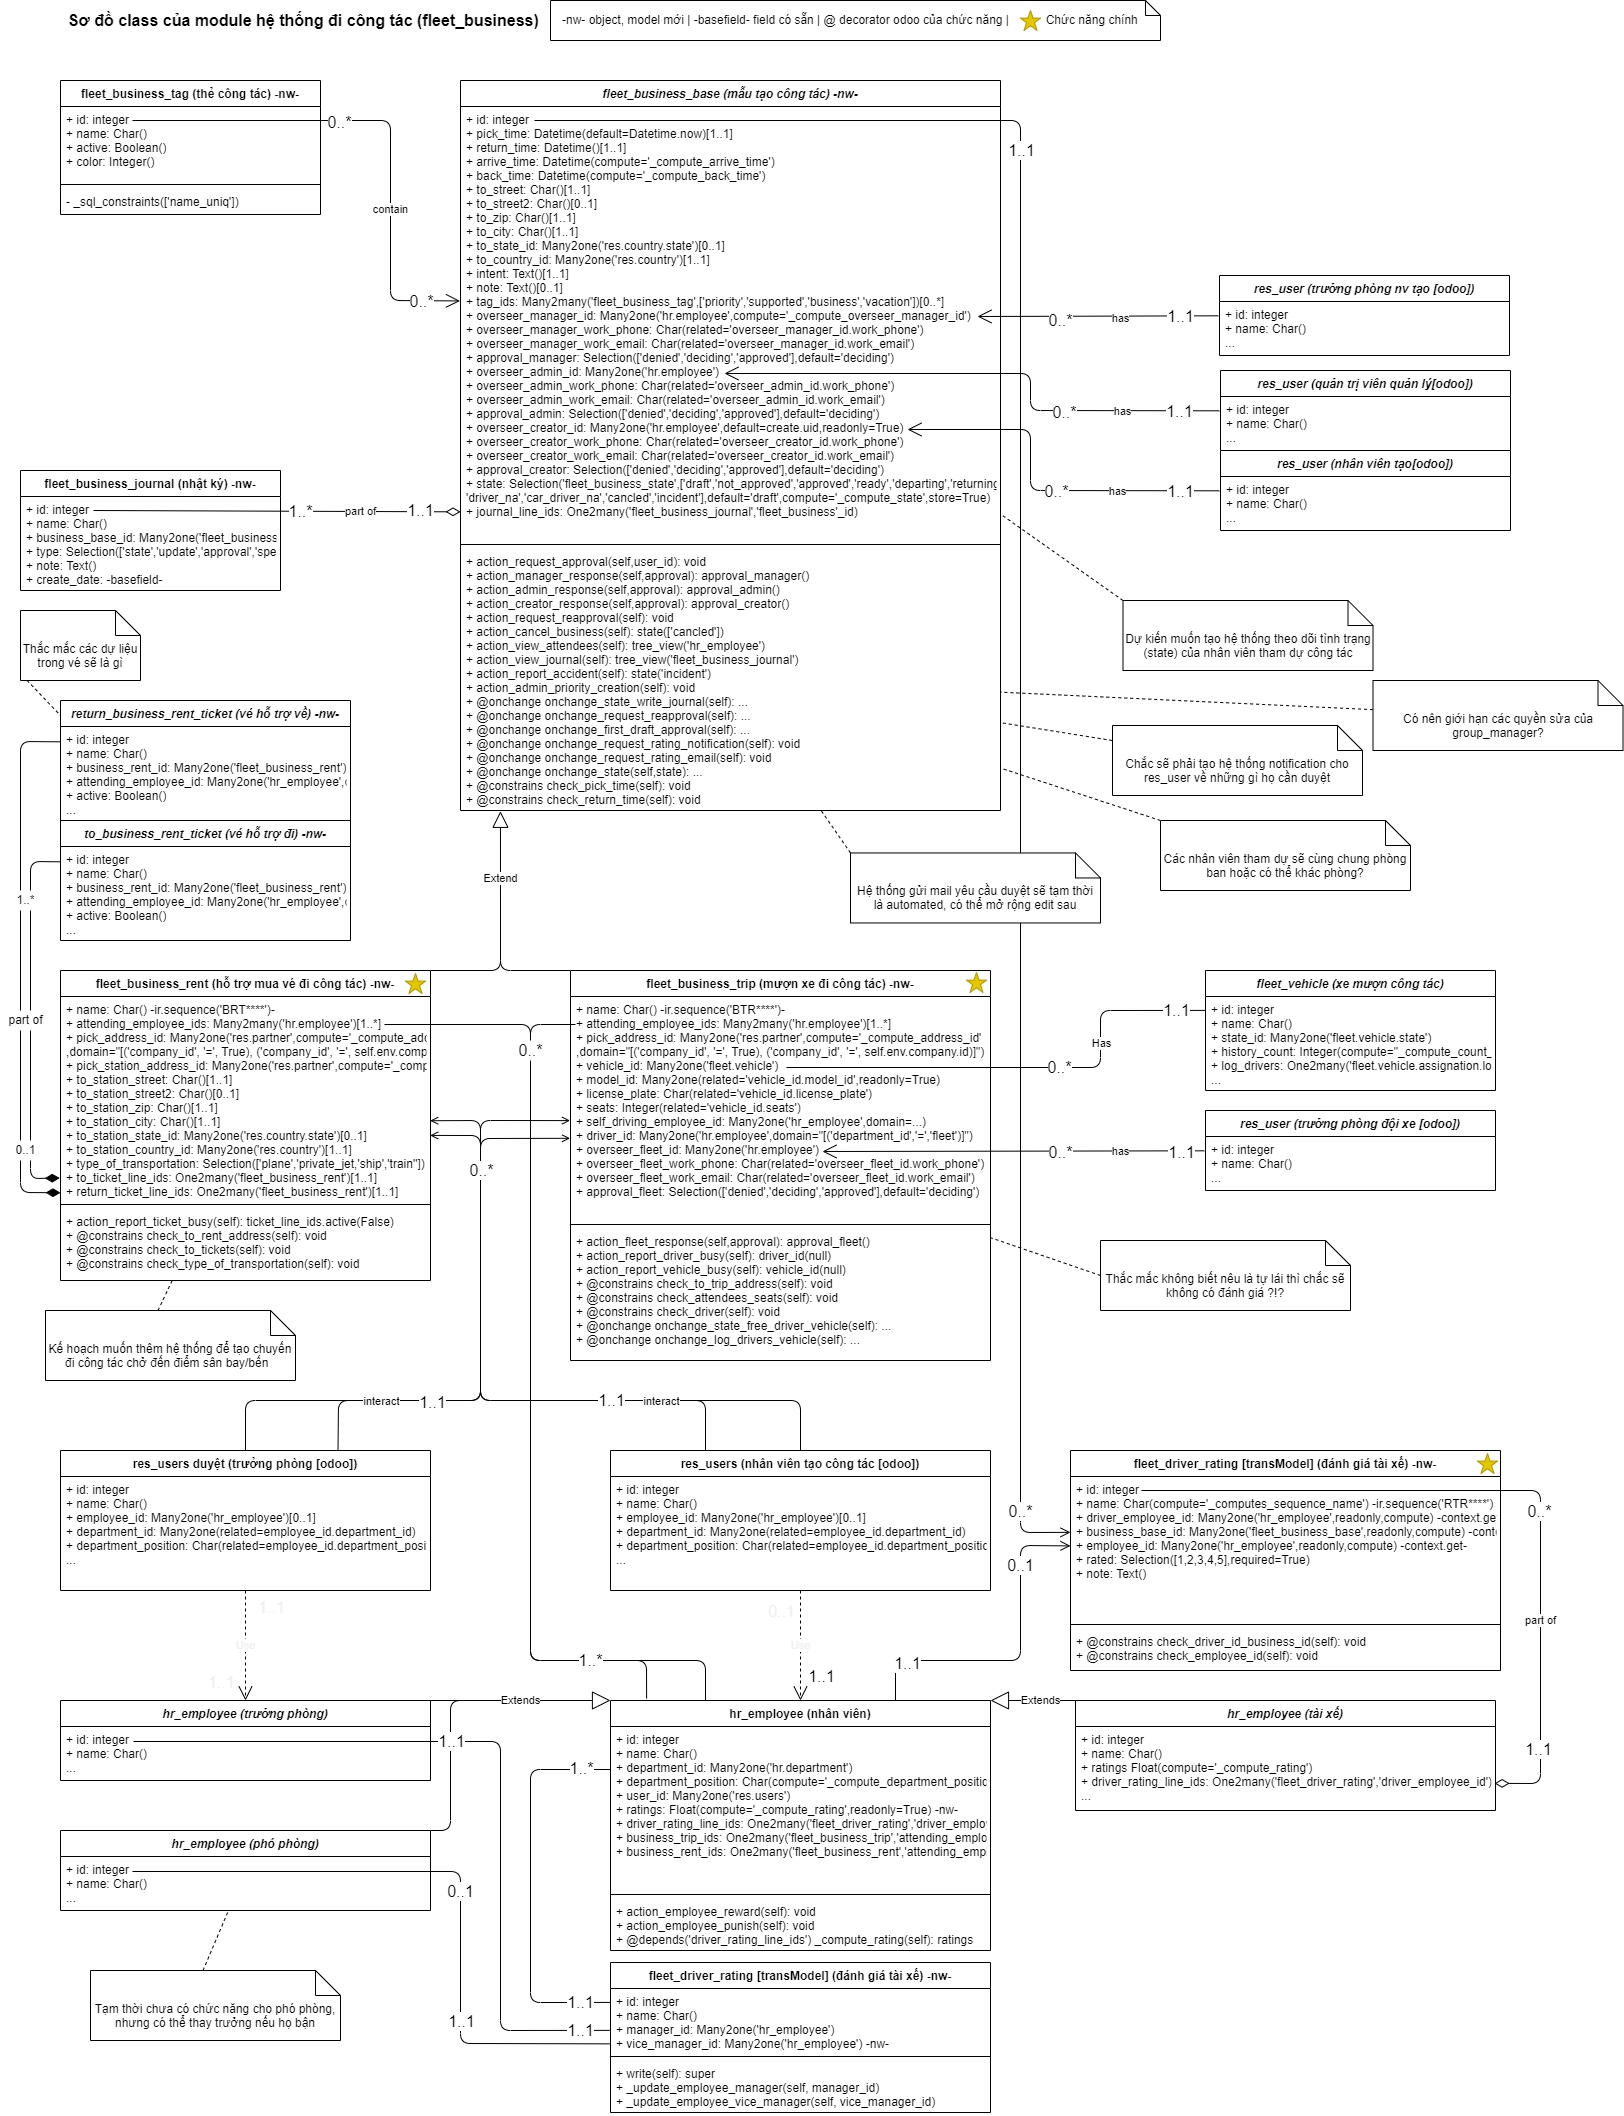 Sơ đồ class của module hệ thống đi công tác (fleet_business)
-nw- object, model mới | -basefield- field có sẵn | @ decorator odoo của chức năng |
Chức năng chính
fleet_business_tag (thẻ công tác) -nw-
+ id: integer
+ name: Char()
+ active: Boolean()
+ color: Integer()
- _sql_constraints(['name_uniq'])
0..*
contain
0..*
fleet_business_base (mẫu tạo công tác) -nw-
+ id: integer
+ pick_time: Datetime(default=Datetime.now)[1..1]
+ return_time: Datetime()[1..1]
+ arrive_time: Datetime(compute='_compute_arrive_time')
+ back_time: Datetime(compute='_compute_back_time')
+ to_street: Char()[1..1]
+ to_street2: Char()[0..1]
+ to_zip: Char()[1..1]
+ to_city: Char()[1..1]
+ to_state_id: Many2one('res.country.state')[0..1]
+ to_country_id: Many2one('res.country')[1..1]
+ intent: Text()[1..1]
+ note: Text()[0..1]
+ tag_ids: Many2many('fleet_business_tag',['priority','supported','business','vacation'])[0..*]
+ overseer_manager_id: Many2one('hr.employee',compute='_compute_overseer_manager_id')
+ overseer_manager_work_phone: Char(related='overseer_manager_id.work_phone')
+ overseer_manager_work_email: Char(related='overseer_manager_id.work_email')
+ approval_manager: Selection(['denied','deciding','approved'],default='deciding')
+ overseer_admin_id: Many2one('hr.employee')
+ overseer_admin_work_phone: Char(related='overseer_admin_id.work_phone')
+ overseer_admin_work_email: Char(related='overseer_admin_id.work_email')
+ approval_admin: Selection(['denied','deciding','approved'],default='deciding')
+ overseer_creator_id: Many2one('hr.employee',default=create.uid,readonly=True)
+ overseer_creator_work_phone: Char(related='overseer_creator_id.work_phone')
+ overseer_creator_work_email: Char(related='overseer_creator_id.work_email')
+ approval_creator: Selection(['denied','deciding','approved'],default='deciding')
+ state: Selection('fleet_business_state',['draft','not_approved','approved','ready','departing','returning
'driver_na','car_driver_na','cancled','incident'],default='draft',compute='_compute_state',store=True)
+ journal_line_ids: One2many('fleet_business_journal','fleet_business'_id)
+ action_request_approval(self,user_id): void
+ action_manager_response(self,approval): approval_manager()
+ action_admin_response(self,approval): approval_admin()
+ action_creator_response(self,approval): approval_creator()
+ action_request_reapproval(self): void
+ action_cancel_business(self): state(['cancled'])
+ action_view_attendees(self): tree_view('hr_employee')
+ action_view_journal(self): tree_view('fleet_business_journal')
+ action_report_accident(self): state('incident')
+ action_admin_priority_creation(self): void
+ @onchange onchange_state_write_journal(self): ...
+ @onchange onchange_request_reapproval(self): ...
+ @onchange onchange_first_draft_approval(self): ...
+ @onchange onchange_request_rating_notification(self): void
+ @onchange onchange_request_rating_email(self): void
+ @onchange onchange_state(self,state): ...
+ @constrains check_pick_time(self): void
+ @constrains check_return_time(self): void
1..1
res_user (trưởng phòng nv tạo [odoo])
+ id: integer
+ name: Char()
...
0..*
has
1..1
res_user (quản trị viên quản lý[odoo])
+ id: integer
+ name: Char()
...
0..*
has
1..1
res_user (nhân viên tạo[odoo])
+ id: integer
+ name: Char()
...
0..*
has
1..1
fleet_business_journal (nhật ký) -nw-
+ id: integer
+ name: Char()
+ business_base_id: Many2one('fleet_business
+ type: Selection(['state','update','approval','spe
+ note: Text()
+ create_date: -basefield-
1..*
part of
1..1
Thắc mắc các dự liệu
trong vé sẽ là gì
Dự kiến muốn tạo hệ thống theo dõi tình trạng
(state) của nhân viên tham dự công tác
Có nên giới hạn các quyền sửa của
group_manager?
Chắc sẽ phải tạo hệ thống notification cho
res_user về những gì họ cần duyệt
Các nhân viên tham dự sẽ cùng chung phòng
ban hoặc có thể khác phòng?
Hệ thống gửi mail yêu cầu duyệt sẽ tạm thời
là automated, có thể mở rộng edit sau
return_business_rent_ticket (vé hỗ trợ về) -nw-
+ id: integer
+ name: Char()
+ business_rent_id: Many2one('fleet_business_rent')
+ attending_employee_id: Many2one('hr_employee',
+ active: Boolean()
...
to_business_rent_ticket (vé hỗ trợ đi) -nw-
+ id: integer
+ name: Char()
+ business_rent_id: Many2one('fleet_business_rent')
+ attending_employee_id: Many2one('hr_employee',
+ active: Boolean()
...
1..*
part of
0..1
Extend
fleet_business_rent (hỗ trợ mua vé đi công tác) -nw-
+ name: Char() -ir.sequence('BRT****')-
+ attending_employee_ids: Many2many('hr.employee')[1..*]
+ pick_address_id: Many2one('res.partner',compute='_compute_adc
,domain="[('company_id', '=', True), ('company_id', '=', self.env.comp
+ pick_station_address_id: Many2one('res.partner',compute='_comp
+ to_station_street: Char()[1..1]
+ to_station_street2: Char()[0..1]
+ to_station_zip: Char()[1..1]
+ to_station_city: Char()[1..1]
+ to_station_state_id: Many2one('res.country.state')[0..1]
+ to_station_country_id: Many2one('res.country')[1..1]
+ type_of_transportation: Selection(['plane','private_jet,'ship','train''])
+ to_ticket_line_ids: One2many('fleet_business_rent')[1..1]
+ return_ticket_line_ids: One2many('fleet_business_rent')[1..1]
+ action_report_ticket_busy(self): ticket_line_ids.active(False)
+ @constrains check_to_rent_address(self): void
+ @constrains check_to_tickets(self): void
+ @constrains check_type_of_transportation(self): void
0..*
0..*
fleet_business_trip (mượn xe đi công tác) -nw-
+ name: Char() -ir.sequence('BTR****')-
+ attending_employee_ids: Many2many('hr.employee')[1..*]
+ pick_address_id: Many2one('res.partner',compute='_compute_address_id'
,domain="[('company_id', '=', True), ('company_id', '=', self.env.company.id)]")
+ vehicle_id: Many2one('fleet.vehicle')
+ model_id: Many2one(related='vehicle_id.model_id',readonly=True)
+ license_plate: Char(related='vehicle_id.license_plate')
+ seats: Integer(related='vehicle_id.seats')
+ self_driving_employee_id: Many2one('hr_employee',domain=...)
+ driver_id: Many2one('hr.employee',domain="[('department_id','=','fleet)]")
+ overseer_fleet_id: Many2one('hr.employee')
+ overseer_fleet_work_phone: Char(related='overseer_fleet_id.work_phone')
+ overseer_fleet_work_email: Char(related='overseer_fleet_id.work_email')
+ approval_fleet: Selection(['denied','deciding','approved'],default='deciding')
+ action_fleet_response(self,approval): approval_fleet()
+ action_report_driver_busy(self): driver_id(null)
+ action_report_vehicle_busy(self): vehicle_id(null)
+ @constrains check_to_trip_address(self): void
+ @constrains check_attendees_seats(self): void
+ @constrains check_driver(self): void
+ @onchange onchange_state_free_driver_vehicle(self): ...
+ @onchange onchange_log_drivers_vehicle(self): ...
fleet_vehicle (xe mượn công tác)
+ id: integer
+ name: Char()
+ state_id: Many2one('fleet.vehicle.state')
+ history_count: Integer(compute="_compute_count_
+ log_drivers: One2many('fleet.vehicle.assignation.lo
...
1..1
Has
0..*
res_user (trưởng phòng đội xe [odoo])
+ id: integer
+ name: Char()
...
0..*
has
1..1
Thắc mắc không biết nêu là tự lái thì chắc sẽ
không có đánh giá ?!?
Kế hoạch muốn thêm hệ thống để tạo chuyến
đi công tác chở đến điểm sân bay/bến
interact
1..1
1..1
interact
res_users duyệt (trưởng phòng [odoo])
+ id: integer
+ name: Char()
+ employee_id: Many2one('hr_employee')[0..1]
+ department_id: Many2one(related=employee_id.department_id)
+ department_position: Char(related=employee_id.department_posi
...
res_users (nhân viên tạo công tác [odoo])
+ id: integer
+ name: Char()
+ employee_id: Many2one('hr_employee')[0..1]
+ department_id: Many2one(related=employee_id.department_id)
+ department_position: Char(related=employee_id.department_positic
...
fleet_driver_rating [transModel] (đánh giá tài xế) -nw-
+ id: integer
+ name: Char(compute='_computes_sequence_name') -ir.sequence('RTR****')
+ driver_employee_id: Many2one('hr_employee',readonly,compute) -context.ge
+ business_base_id: Many2one('fleet_business_base',readonly,compute) -cont
+ employee_id: Many2one('hr_employee',readonly,compute) -context.get-
+ rated: Selection([1,2,3,4,5],required=True)
+ note: Text()
+ @constrains check_driver_id_business_id(self): void
+ @constrains check_employee_id(self): void
0..*
0..1
0..*
part of
1..1
1..1
Use
1..1
0..1
Use
1..1
1..*
1..1
hr_employee (trưởng phòng)
+ id: integer
+ name: Char()
...
Extends
1..1
hr_employee (nhân viên)
+ id: integer
+ name: Char()
+ department_id: Many2one('hr.department')
+ department_position: Char(compute='_compute_department_positic
+ user_id: Many2one('res.users')
+ ratings: Float(compute='_compute_rating',readonly=True) -nw-
+ driver_rating_line_ids: One2many('fleet_driver_rating','driver_emplo
+ business_trip_ids: One2many('fleet_business_trip','attending_emplo
+ business_rent_ids: One2many('fleet_business_rent','attending_emp
+ action_employee_reward(self): void
+ action_employee_punish(self): void
+ @depends('driver_rating_line_ids') _compute_rating(self): ratings
Extends
hr_employee (tài xế)
+ id: integer
+ name: Char()
+ ratings Float(compute='_compute_rating')
+ driver_rating_line_ids: One2many('fleet_driver_rating','driver_employee_id')
...
1..*
hr_employee (phó phòng)
+ id: integer
+ name: Char()
...
0..1
Tạm thời chưa có chức năng cho phó phòng,
nhưng có thể thay trưởng nếu họ bận
fleet_driver_rating [transModel] (đánh giá tài xế) -nw-
+ id: integer
+ name: Char()
+ manager_id: Many2one('hr_employee')
+ vice_manager_id: Many2one('hr_employee') -nw-
+ write(self): super
+ _update_employee_manager(self, manager_id)
+ _update_employee_vice_manager(self, vice_manager_id)
1..1
1..1
1..1